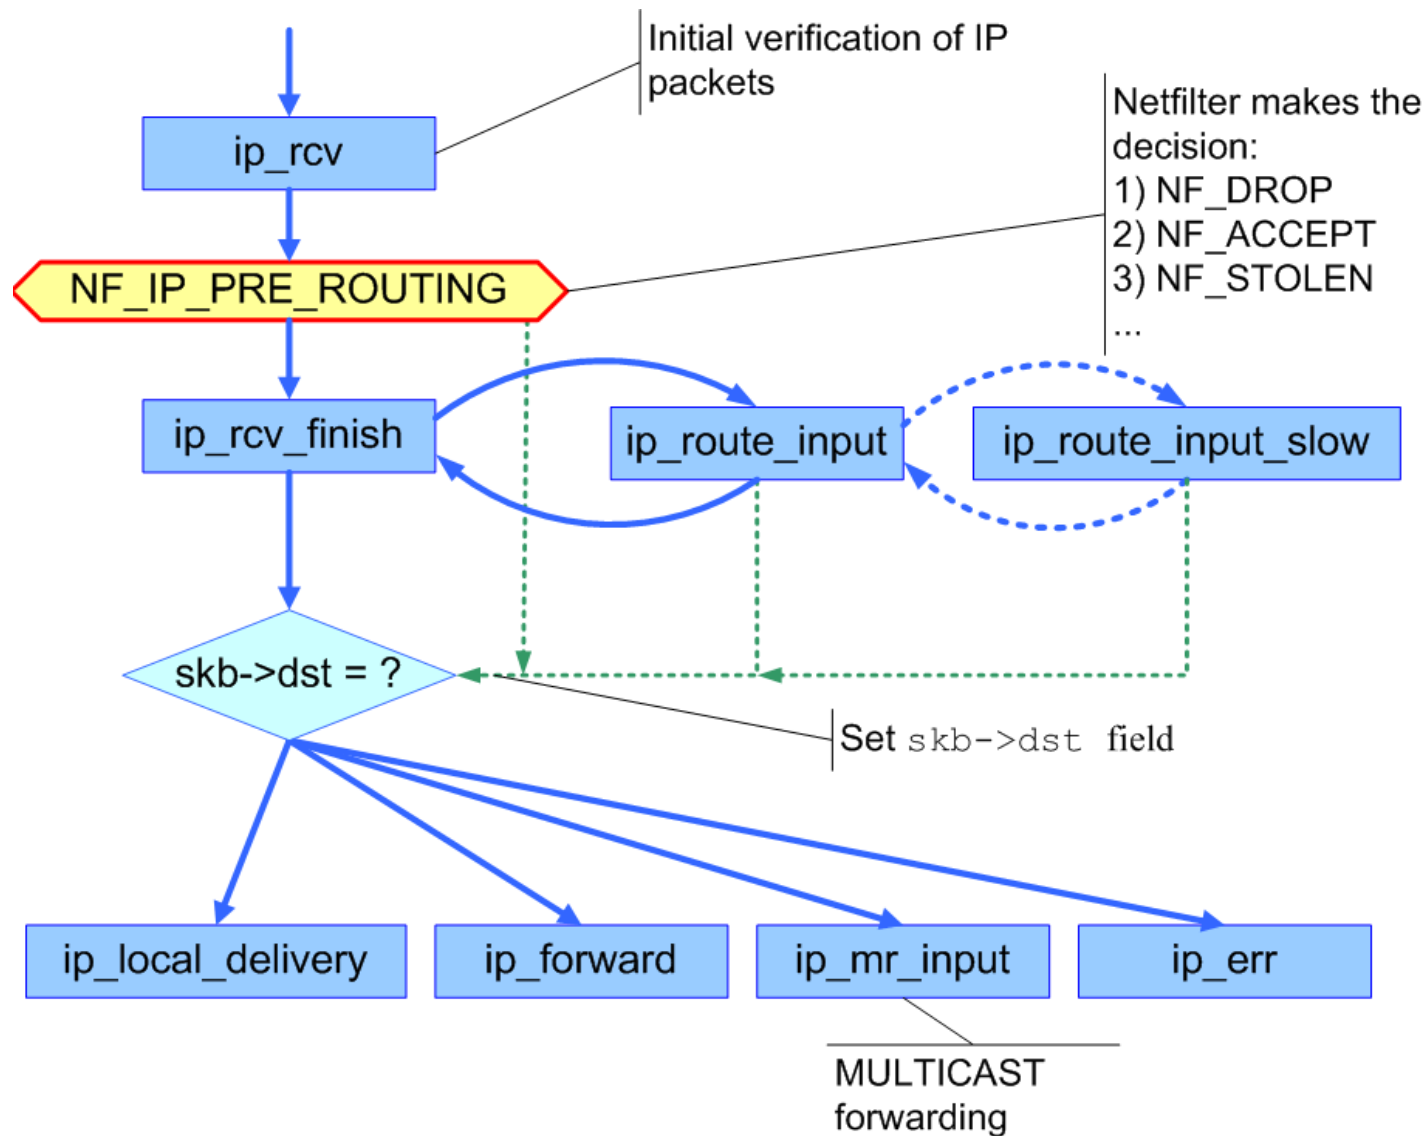 Initial verification of IP
packets
Netfilter makes the
decision:
1) NF_DROP
2) NF_ACCEPT
3) NF_STOLEN
...
ip_rcv
NF_IP_PRE_ROUTING
ip_rcv_finish
ip_route_input
ip_route_input_slow
skb->dst = ?
Set skb->dst field
ip_local_delivery
ip_forward
ip_mr_input
ip_err
MULTICAST
forwarding